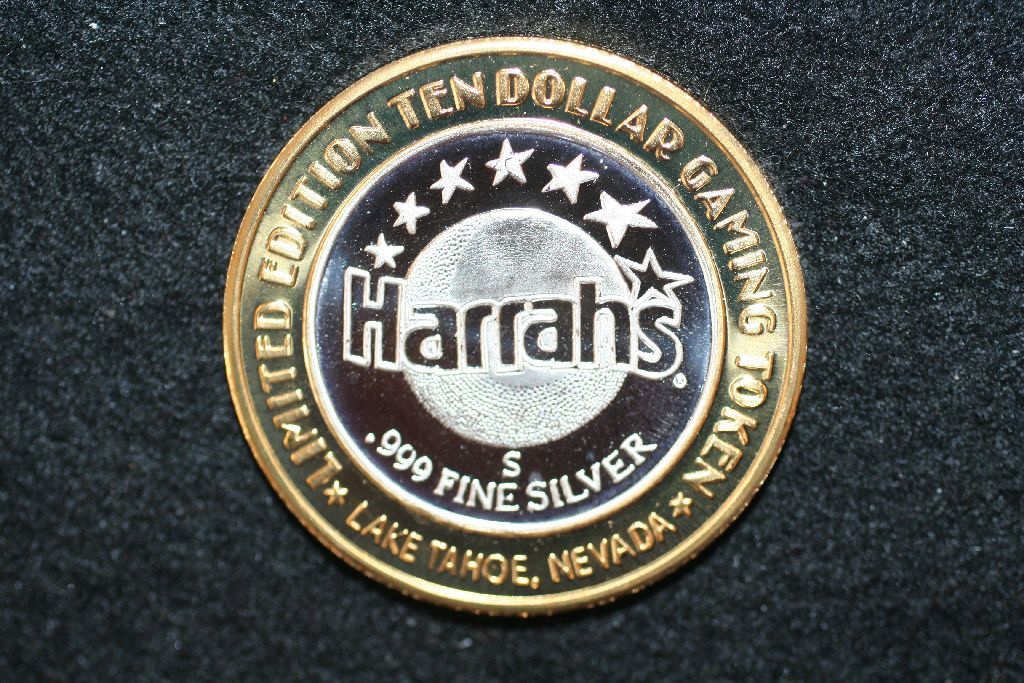 LIMITED EDITION TEN DOLLAR GAMING TOKEN
Harrah's®
S
.999 FINE SILVER
LAKE TAHOE, NEVADA